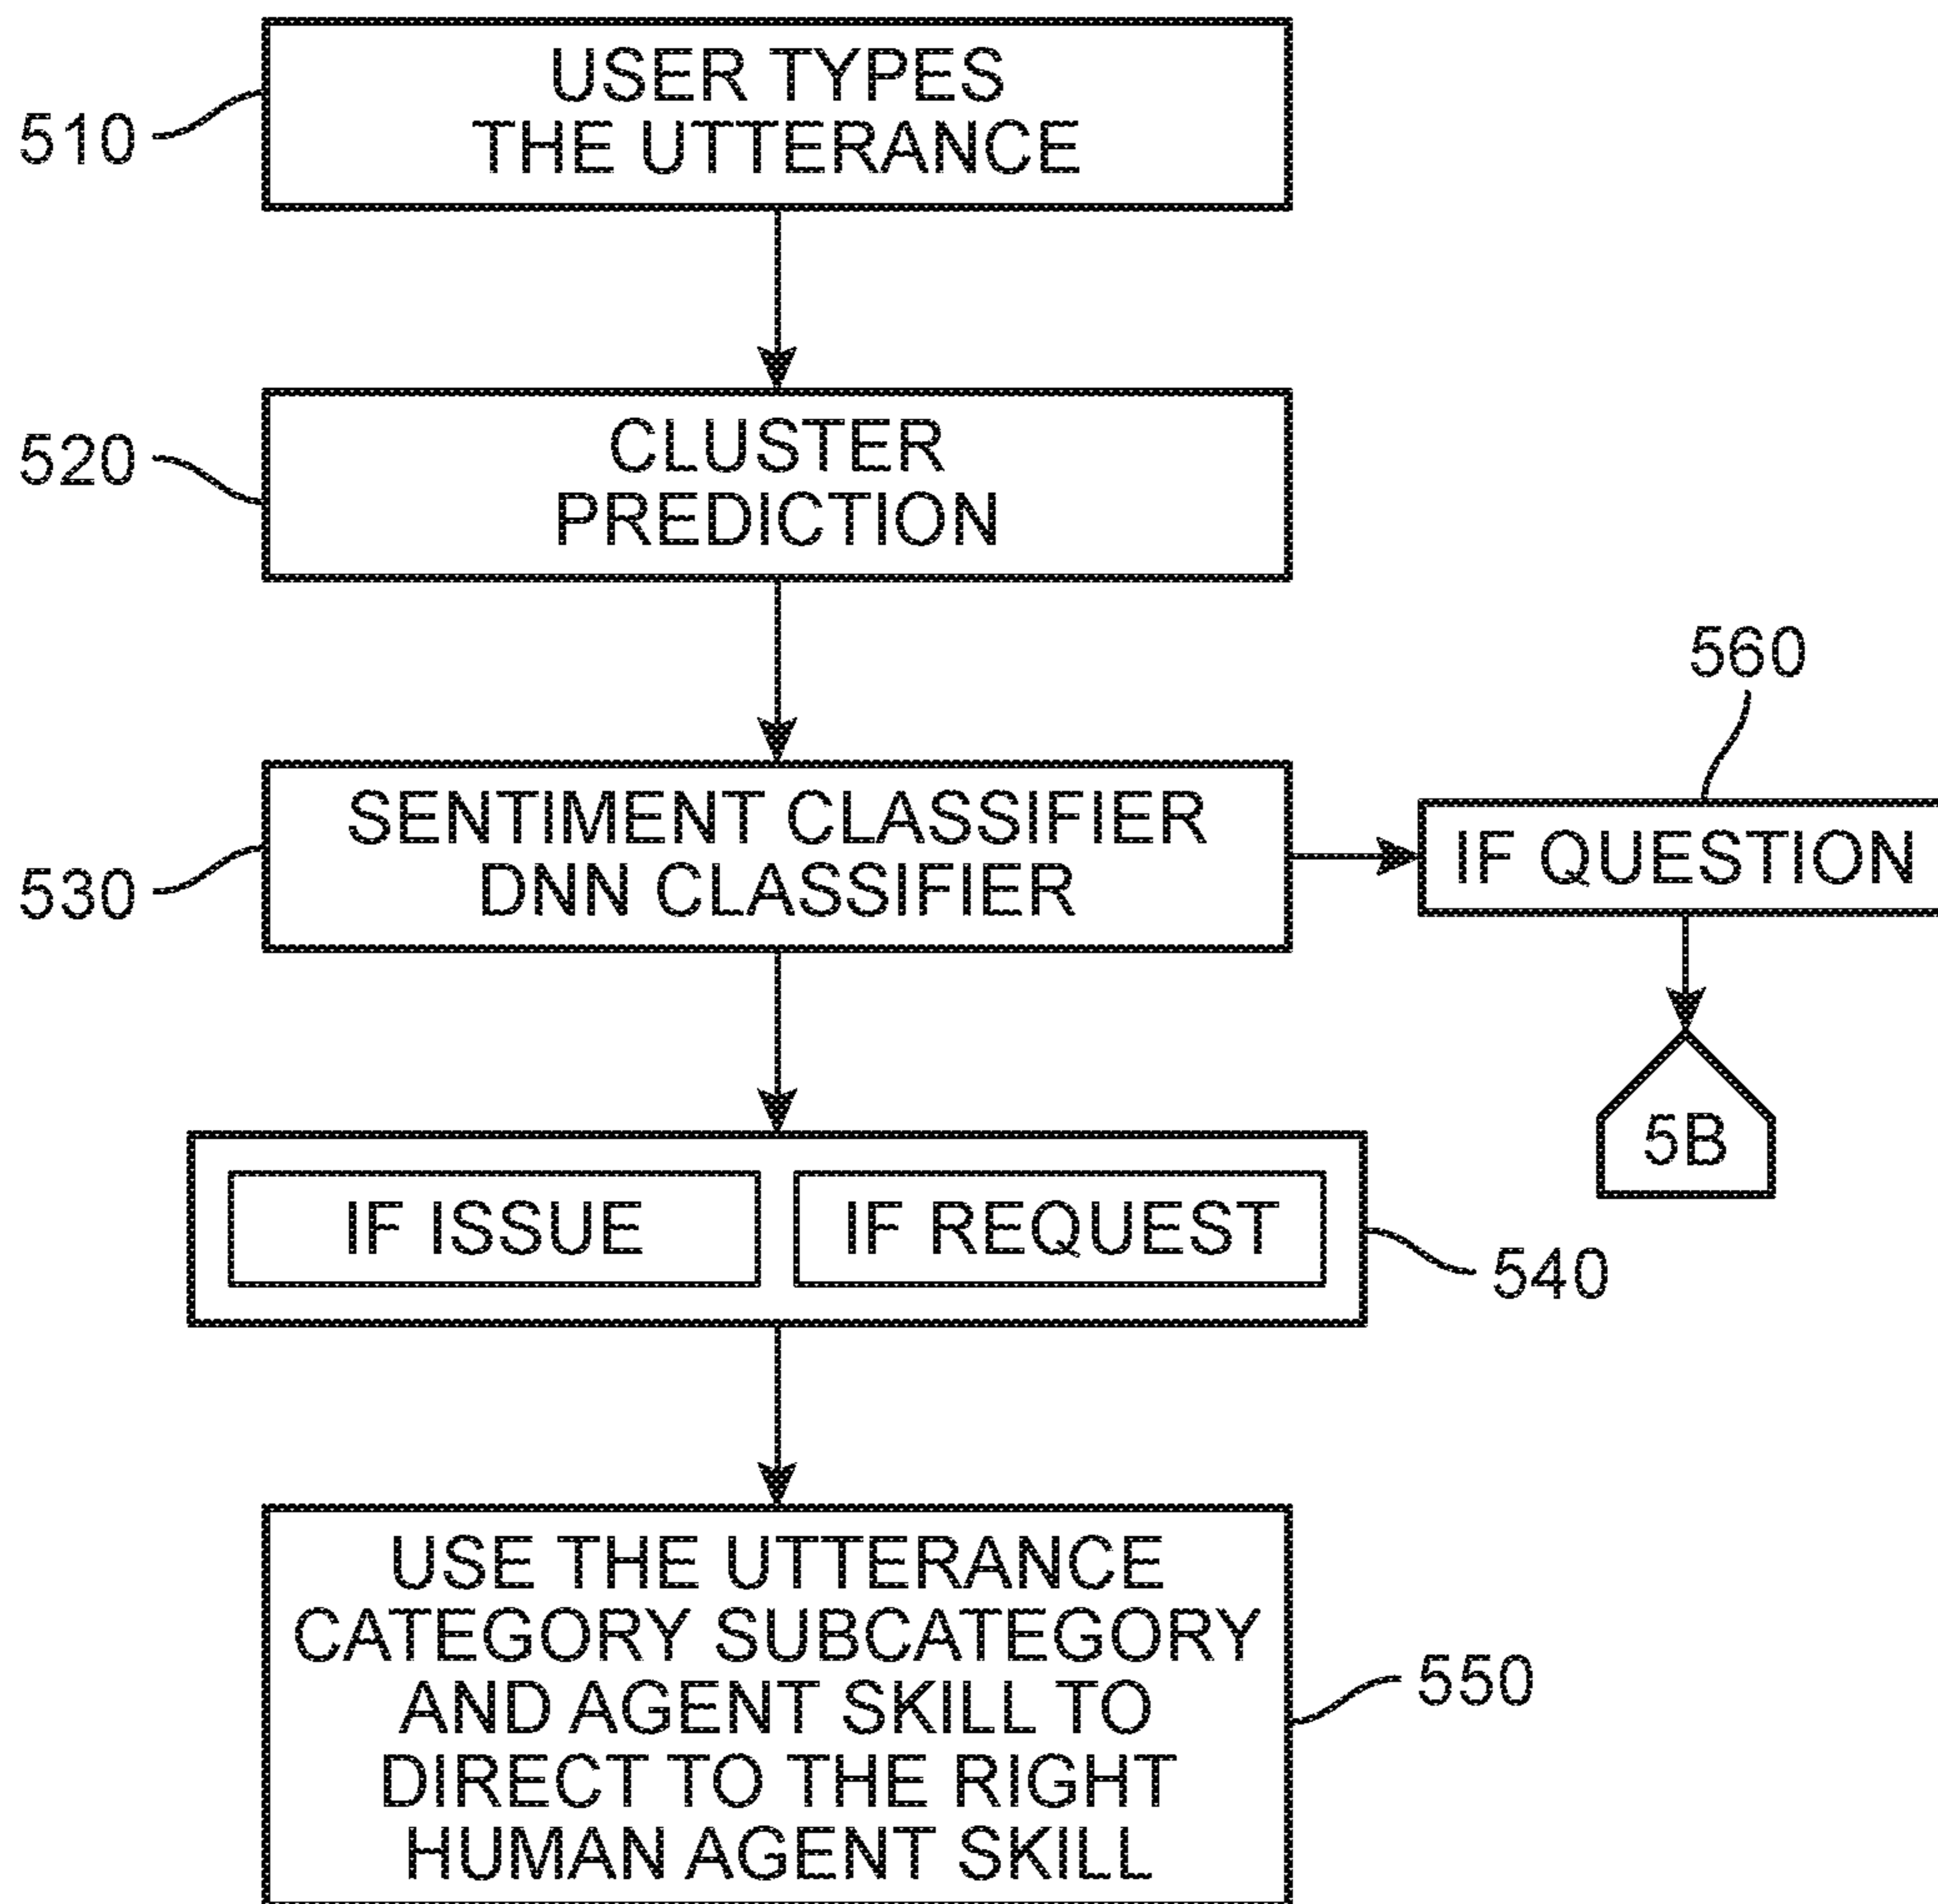 USER TYPES
THE UTTERANCE
510
CLUSTER
PREDICTION
520
560
SENTIMENT CLASSIFIER
DNN CLASSIFIER
530
IF QUESTION
5B
IF ISSUE
IF REQUEST
540
USE THE UTTERANCE
CATEGORY SUBCATEGORY
AND AGENT SKILL TO
DIRECT TO THE RIGHT
HUMAN AGENT SKILL
550